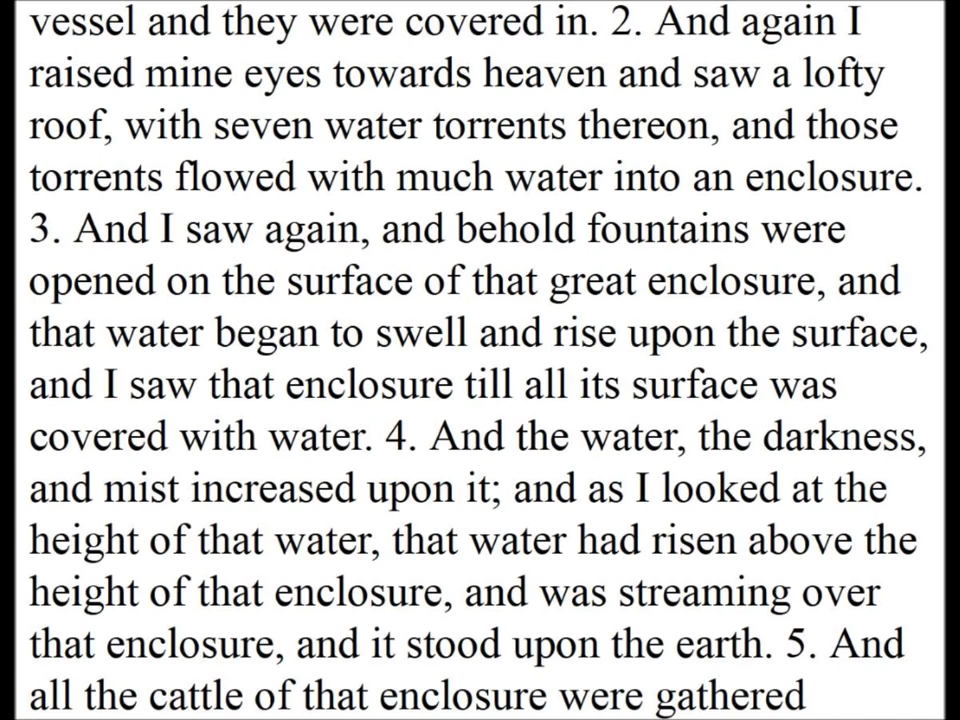 vessel and they were covered in. 2. And again I
raised mine eyes towards heaven and saw a lofty
roof, with seven water torrents thereon, and those
torrents flowed with much water into an enclosure.
3. And I saw again, and behold fountains were
opened on the surface of that great enclosure, and
that water began to swell and rise upon the surface,
and I saw that enclosure till all its surface was
covered with water. 4. And the water, the darkness,
and mist increased upon it; and as I looked at the
height of that water, that water had risen above the
height of that enclosure, and was streaming over
that enclosure, and it stood upon the earth. 5. And
all the cattle of that enclosure were gathered